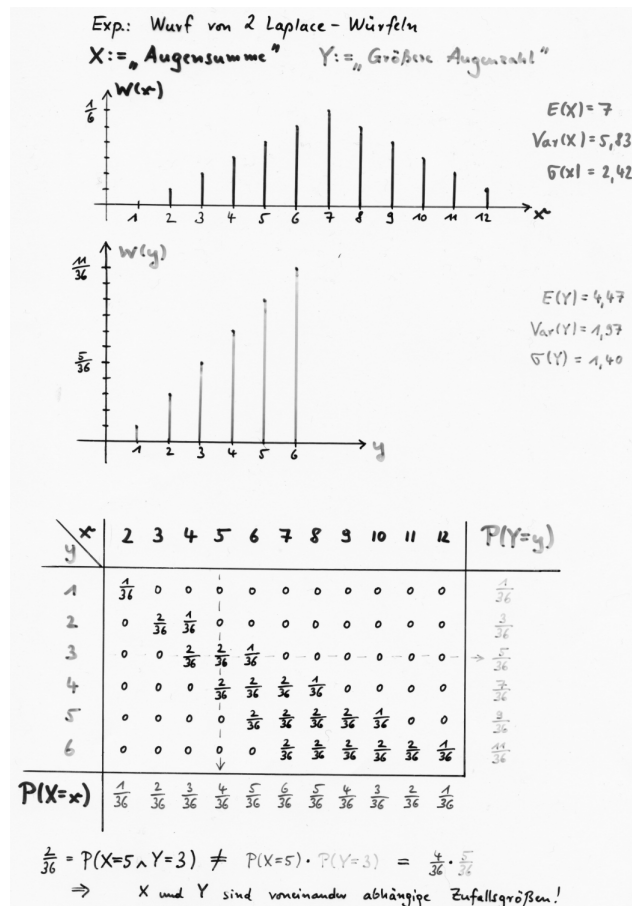 Exp.: Wurf von 2 Laplace-Würfeln
X:= „Augensumme" Y:= „Größere Augenzahl"
W(x)
1/6
E(X) = 7
Var(X) = 5,83
σ(x) = 2,42
1 2 3 4 5 6 7 8 9 10 11 12 x
W(y)
11/36
5/36
E(Y) = 4,47
Var(Y) = 1,97
σ(Y) = 1,40
1 2 3 4 5 6 y
y x 2 3 4 5 6 7 8 9 10 11 12 P(Y=y)
1 1/36 0 0 0 0 0 0 0 0 0 0 1/36
2 0 2/36 1/36 0 0 0 0 0 0 0 0 3/36
3 0 0 2/36 2/36 1/36 0 0 0 0 0 0 5/36
4 0 0 0 2/36 2/36 2/36 1/36 0 0 0 0 7/36
5 0 0 0 0 2/36 2/36 2/36 2/36 1/36 0 0 9/36
6 0 0 0 0 0 2/36 2/36 2/36 2/36 2/36 1/36 11/36
P(X=x) 1/36 2/36 3/36 4/36 5/36 6/36 5/36 4/36 3/36 2/36 1/36
2/36 = P(X=5 ∧ Y=3) ≠ P(X=5) · P(Y=3) = 4/36 · 5/36
⇒ X und Y sind voneinander abhängige Zufallsgrößen!